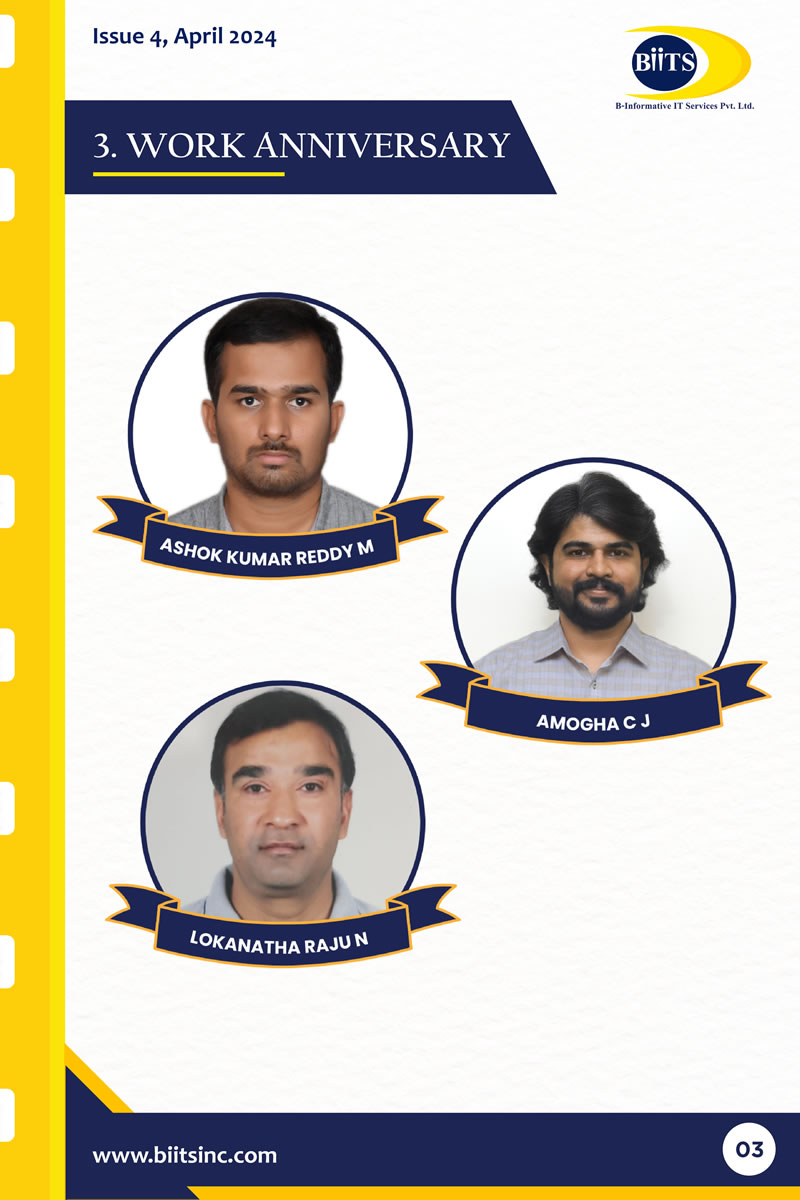 Issue 4, April 2024
BiiTS
B-Informative IT Services Pvt. Ltd.
3. WORK ANNIVERSARY
ASHOK KUMAR REDDY M
AMOGHA C J
LOKANATHA RAJU N
www.biitsinc.com
03